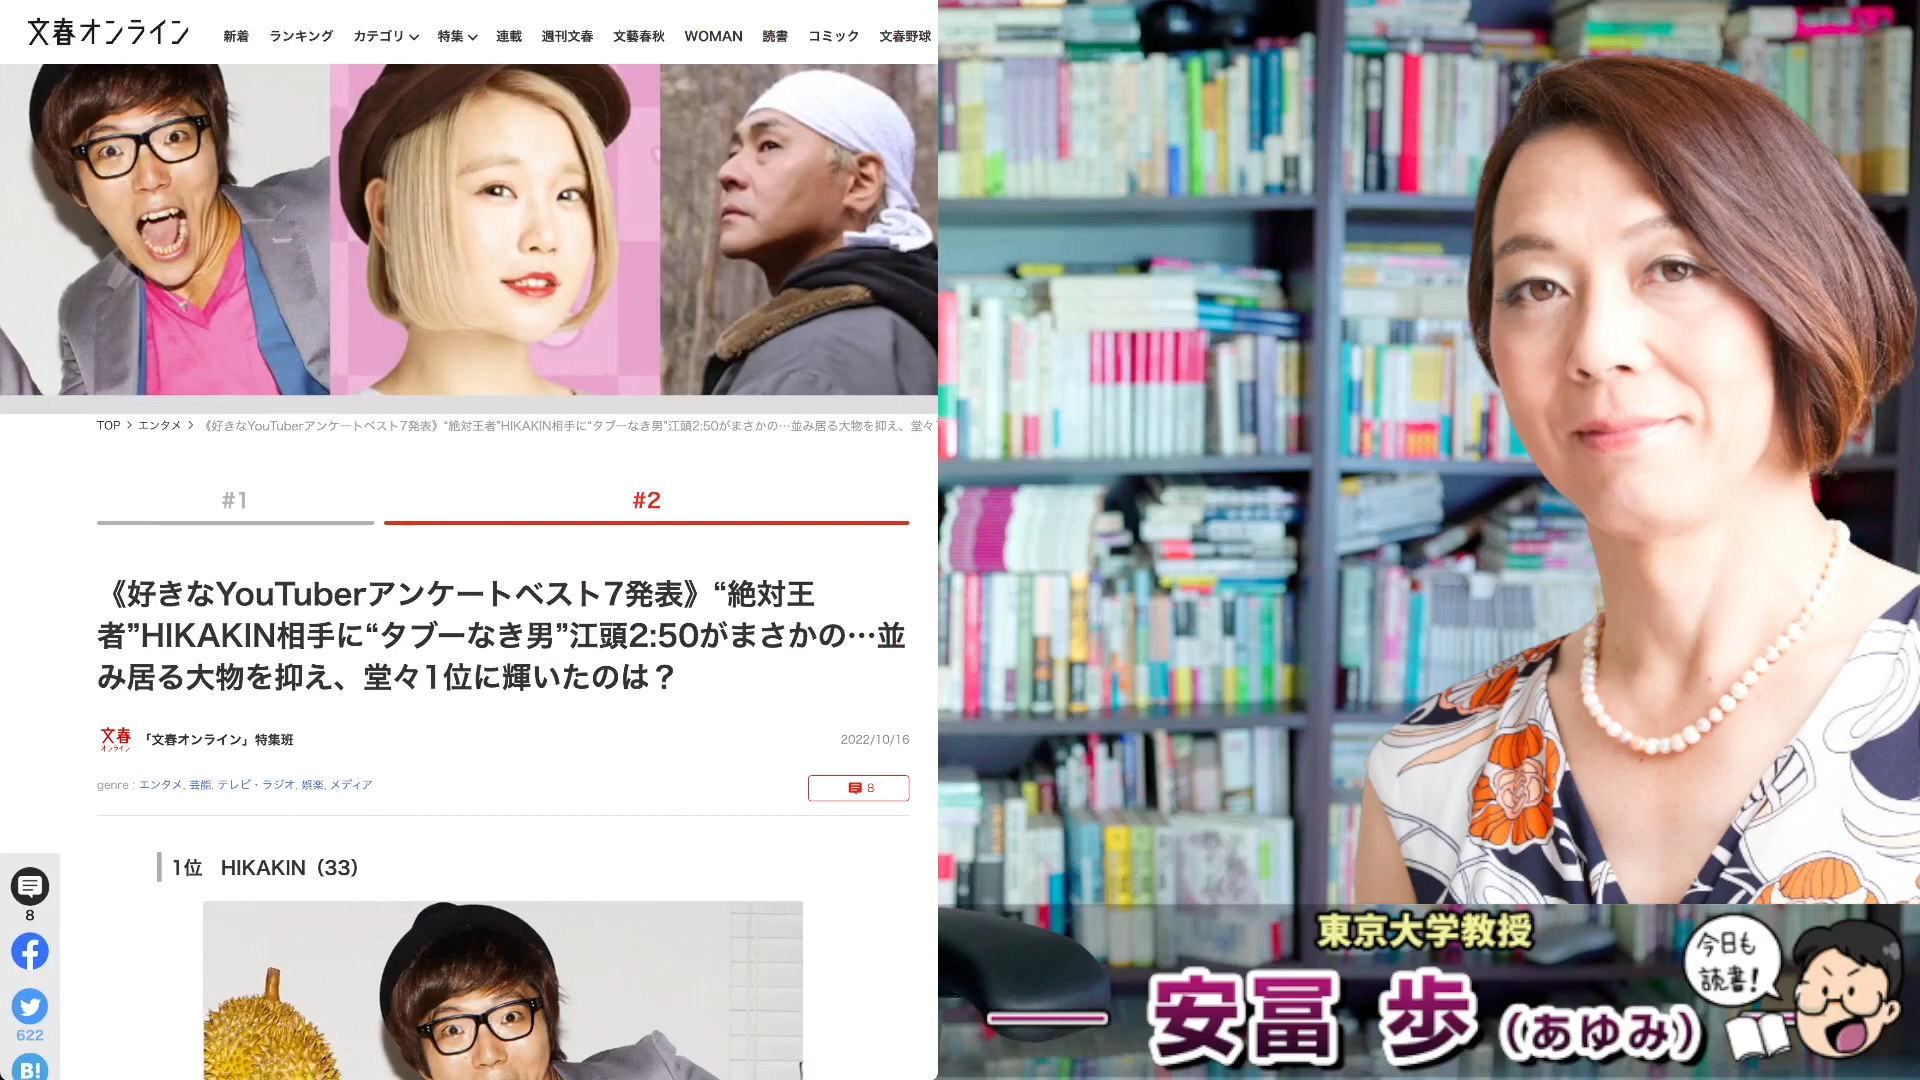 文春オンライン
新着 ランキング カテゴリ 特集 連載 週刊文春 文藝春秋 WOMAN 読書 コミック 文春野球
TOP > エンタメ > 《好きなYouTuberアンケートベスト7発表》“絶対王者”HIKAKIN相手に“タブーなき男”江頭2:50がまさかの…並み居る大物を抑え、堂々
#1 #2
《好きなYouTuberアンケートベスト7発表》“絶対王
者”HIKAKIN相手に“タブーなき男”江頭2:50がまさかの…並
み居る大物を抑え、堂々1位に輝いたのは？
文春
オンライン
「文春オンライン」特集班
2022/10/16
genre : エンタメ, 芸能, テレビ・ラジオ, 娯楽, メディア
8
1位 HIKAKIN（33）
8
622
B!
東京大学教授
安冨 歩（あゆみ）
今日も
読書!